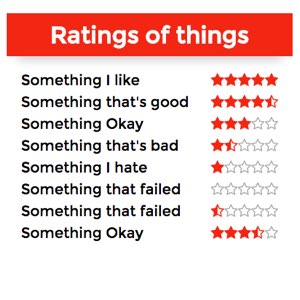 Ratings of things
Something I like
Something that's good
Something Okay
Something that's bad
Something I hate
Something that failed
Something that failed
Something Okay